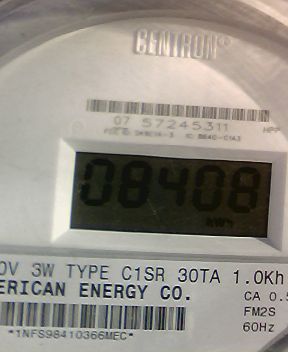 CENTRON®
07 57245311
08408
kWh
0V 3W TYPE C1SR 30TA 1.0Kh
ERICAN ENERGY CO.
CA 0.5
FM2S
60Hz
*1NFS98410366MEC*